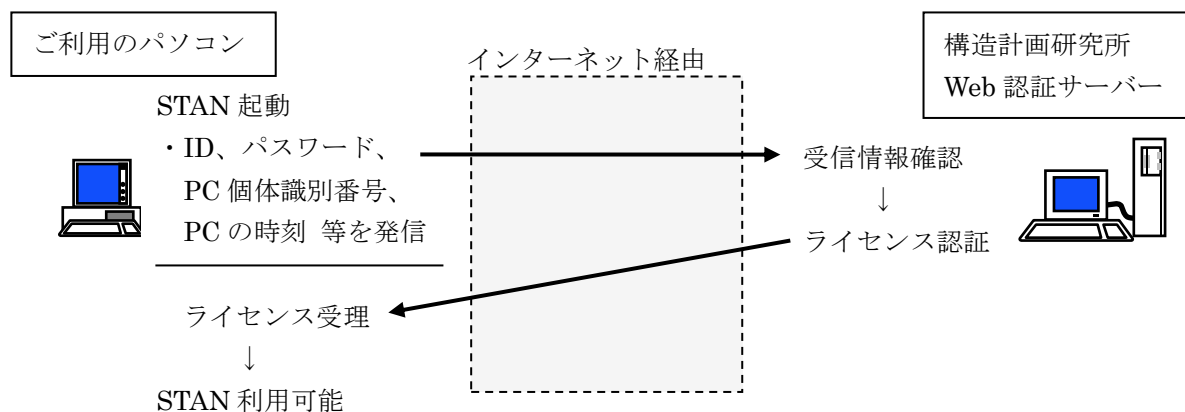 ご利用のパソコン
インターネット経由
構造計画研究所
Web 認証サーバー
STAN 起動
・ID、パスワード、
PC 個体識別番号、
PC の時刻 等を発信
受信情報確認
↓
ライセンス認証
ライセンス受理
↓
STAN 利用可能